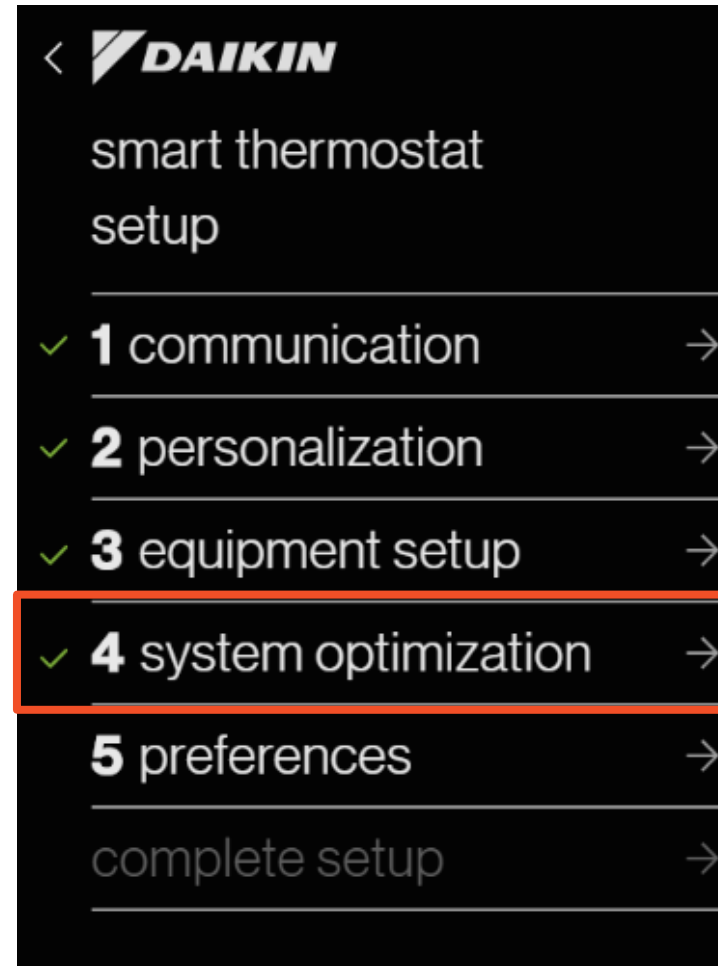 DAIKIN
smart thermostat
setup
1 communication
2 personalization
3 equipment setup
4 system optimization
5 preferences
complete setup